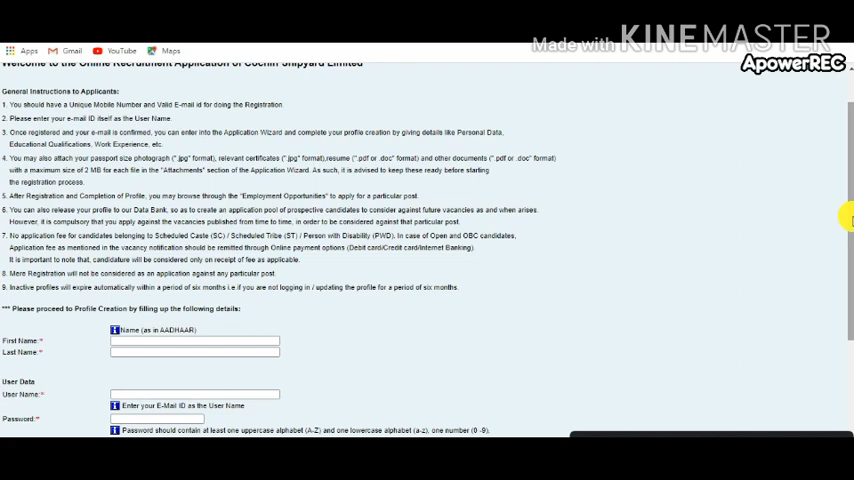 Made with KINEMASTER
Apps Gmail YouTube Maps
ApowerREC
Welcome to the Online Recruitment Application of Cochin Shipyard Limited
General Instructions to Applicants:
1. You should have a Unique Mobile Number and Valid E-mail id for doing the Registration.
2. Please enter your e-mail ID itself as the User Name.
3. Once registered and your e-mail is confirmed, you can enter into the Application Wizard and complete your profile creation by giving details like Personal Data,
Educational Qualifications, Work Experience, etc.
4. You may also attach your passport size photograph (".jpg" format), relevant certificates (".jpg" format),resume (".pdf or .doc" format) and other documents (".pdf or .doc" format)
with a maximum size of 2 MB for each file in the "Attachments" section of the Application Wizard. As such, it is advised to keep these ready before starting
the registration process.
5. After Registration and Completion of Profile, you may browse through the "Employment Opportunities" to apply for a particular post.
6. You can also release your profile to our Data Bank, so as to create an application pool of prospective candidates to consider against future vacancies as and when arises.
However, it is compulsory that you apply against the vacancies published from time to time, in order to be considered against that particular post.
7. No application fee for candidates belonging to Scheduled Caste (SC) / Scheduled Tribe (ST) / Person with Disability (PWD). In case of Open and OBC candidates,
Application fee as mentioned in the vacancy notification should be remitted through Online payment options (Debit card/Credit card/Internet Banking).
It is important to note that, candidature will be considered only on receipt of fee as applicable.
8. Mere Registration will not be considered as an application against any particular post.
9. Inactive profiles will expire automatically within a period of six months i.e.if you are not logging in / updating the profile for a period of six months.
*** Please proceed to Profile Creation by filling up the following details:
Name (as in AADHAAR)
First Name:*
Last Name:*
User Data
User Name:*
Enter your E-Mail ID as the User Name
Password:*
Password should contain at least one uppercase alphabet (A-Z) and one lowercase alphabet (a-z), one number (0 -9),